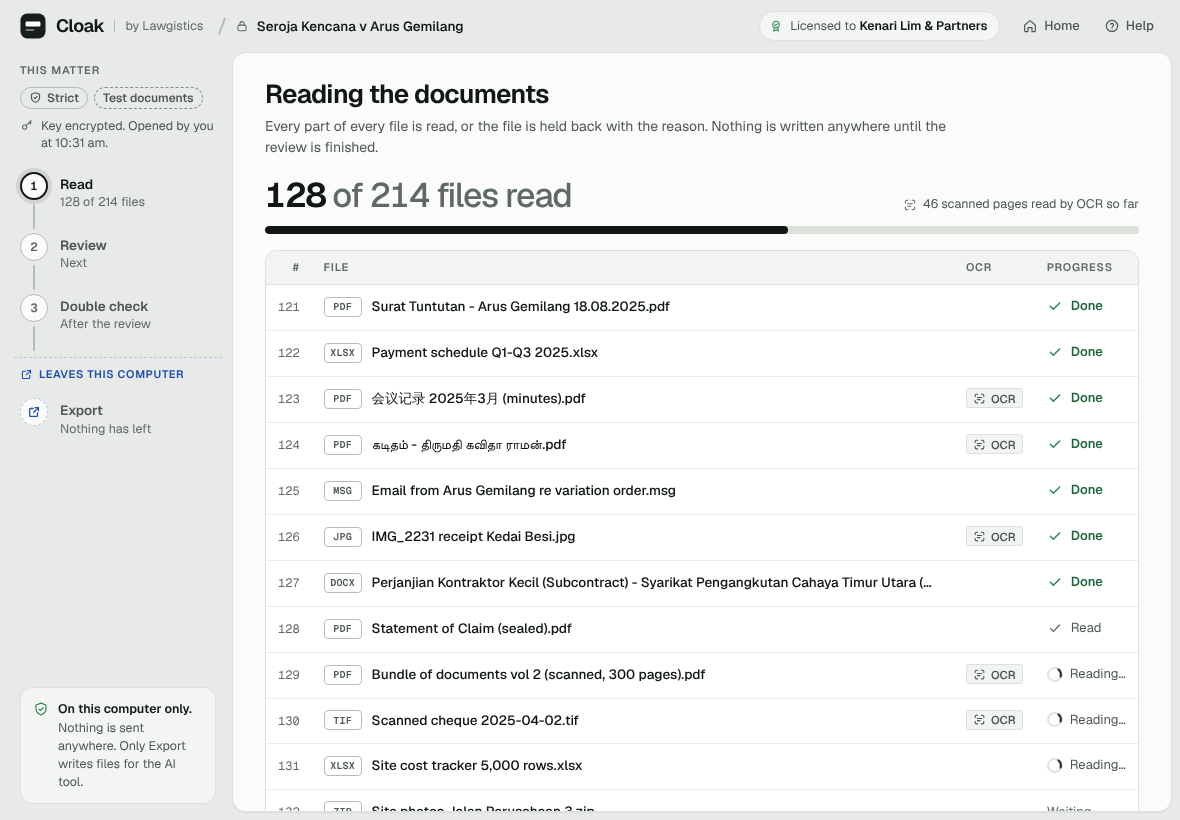 Cloak by Lawgistics / Seroja Kencana v Arus Gemilang
Licensed to Kenari Lim & Partners
Home
Help
THIS MATTER
Strict
Test documents
Key encrypted. Opened by you
at 10:31 am.
1
Read
128 of 214 files
2
Review
Next
3
Double check
After the review
LEAVES THIS COMPUTER
Export
Nothing has left
On this computer only.
Nothing is sent
anywhere. Only Export
writes files for the AI
tool.
Reading the documents
Every part of every file is read, or the file is held back with the reason. Nothing is written anywhere until the
review is finished.
128 of 214 files read
46 scanned pages read by OCR so far
# FILE OCR PROGRESS
121 PDF Surat Tuntutan - Arus Gemilang 18.08.2025.pdf Done
122 XLSX Payment schedule Q1-Q3 2025.xlsx Done
123 PDF 会议记录 2025年3月 (minutes).pdf OCR Done
124 PDF கடிதம் - திருமதி கவிதா ராமன்.pdf OCR Done
125 MSG Email from Arus Gemilang re variation order.msg Done
126 JPG IMG_2231 receipt Kedai Besi.jpg OCR Done
127 DOCX Perjanjian Kontraktor Kecil (Subcontract) - Syarikat Pengangkutan Cahaya Timur Utara (... Done
128 PDF Statement of Claim (sealed).pdf Read
129 PDF Bundle of documents vol 2 (scanned, 300 pages).pdf OCR Reading...
130 TIF Scanned cheque 2025-04-02.tif OCR Reading...
131 XLSX Site cost tracker 5,000 rows.xlsx Reading...